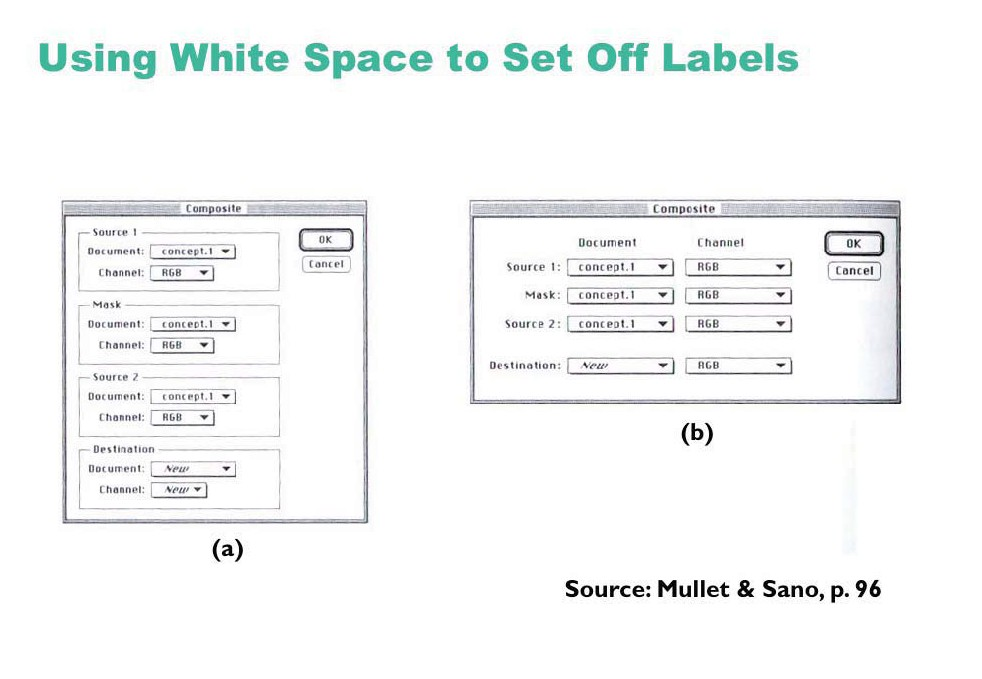 Using White Space to Set Off Labels
Composite
Source 1
Document: concept.1
Channel: RGB
OK
Cancel
Mask
Document: concept.1
Channel: RGB
Source 2
Document: concept.1
Channel: RGB
Destination
Document: New
Channel: New
(a)
Composite
Document Channel
Source 1: concept.1 RGB
Mask: concept.1 RGB
Source 2: concept.1 RGB
Destination: New RGB
OK
Cancel
(b)
Source: Mullet & Sano, p. 96